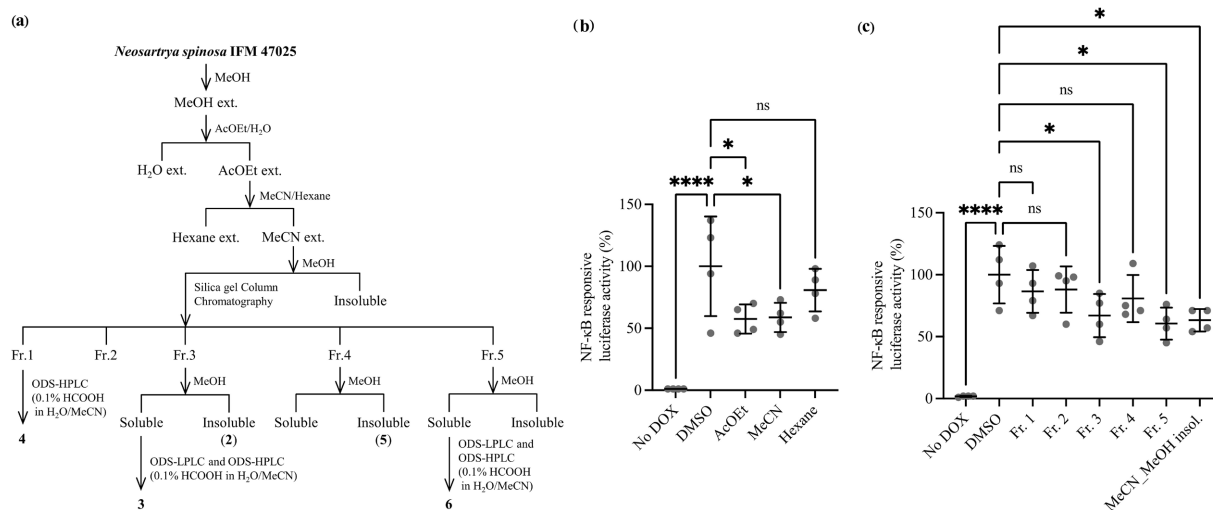 (a)
Neosartrya spinosa IFM 47025
MeOH
MeOH ext.
AcOEt/H₂O
H₂O ext.
AcOEt ext.
MeCN/Hexane
Hexane ext.
MeCN ext.
MeOH
Silica gel Column
Chromatography
Insoluble
Fr.1
Fr.2
Fr.3
Fr.4
Fr.5
ODS-HPLC
(0.1% HCOOH
in H₂O/MeCN)
MeOH
MeOH
MeOH
4
Soluble
Insoluble
(2)
Soluble
Insoluble
(5)
Soluble
Insoluble
ODS-LPLC and ODS-HPLC
(0.1% HCOOH in H₂O/MeCN)
ODS-LPLC and
ODS-HPLC
(0.1% HCOOH
in H₂O/MeCN)
3
6
(b)
ns
*
**** *
NF-κB responsive
luciferase activity (%)
150
100
50
0
No DOX
DMSO
AcOEt
MeCN
Hexane
(c)
*
*
ns
*
ns
**** ns
NF-κB responsive
luciferase activity (%)
150
100
50
0
No DOX
DMSO
Fr. 1
Fr. 2
Fr. 3
Fr. 4
Fr. 5
MeCN_MeOH insol.